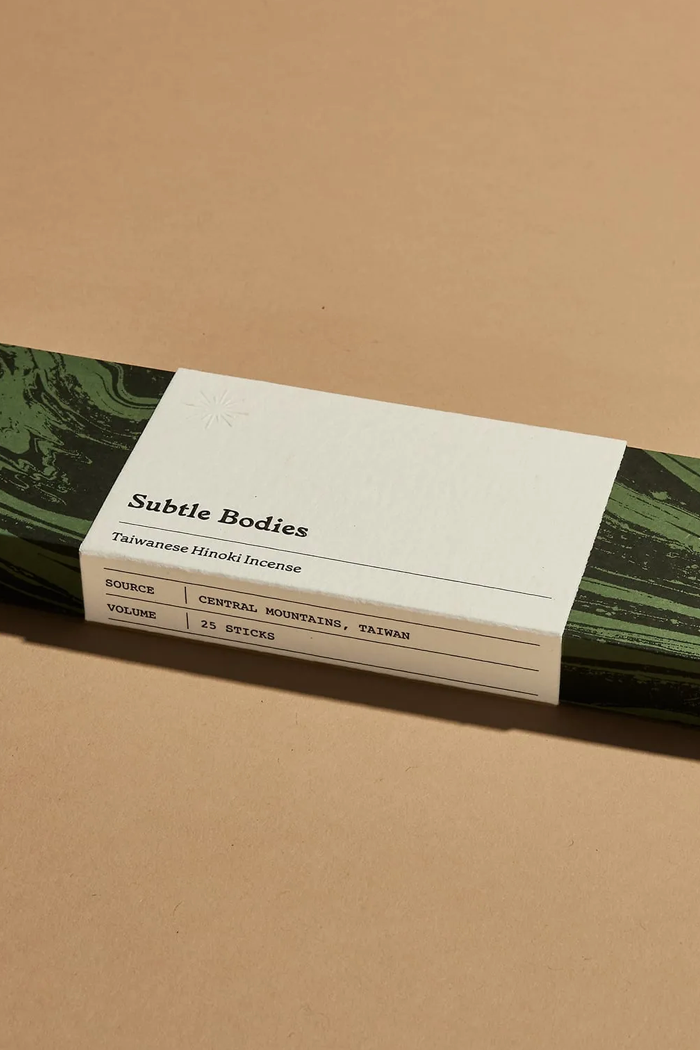 Subtle Bodies
Taiwanese Hinoki Incense
SOURCE CENTRAL MOUNTAINS, TAIWAN
VOLUME 25 STICKS